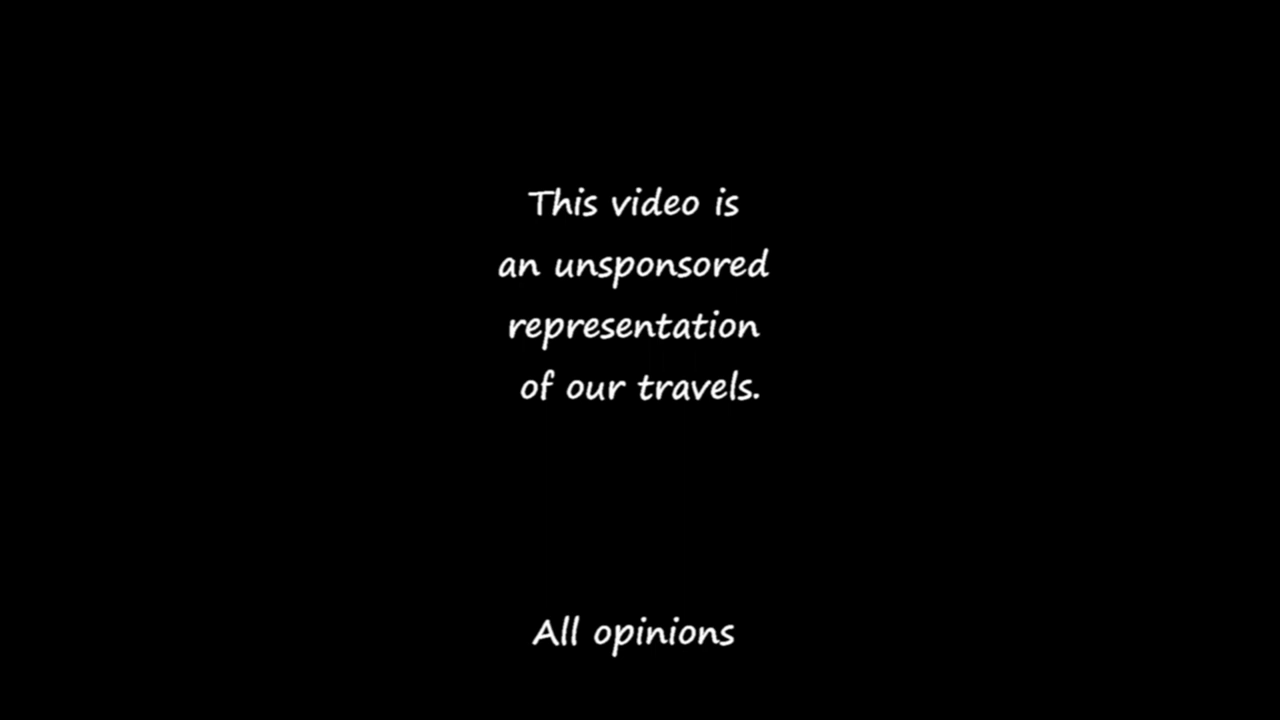 This video is
an unsponsored
representation
of our travels.
All opinions